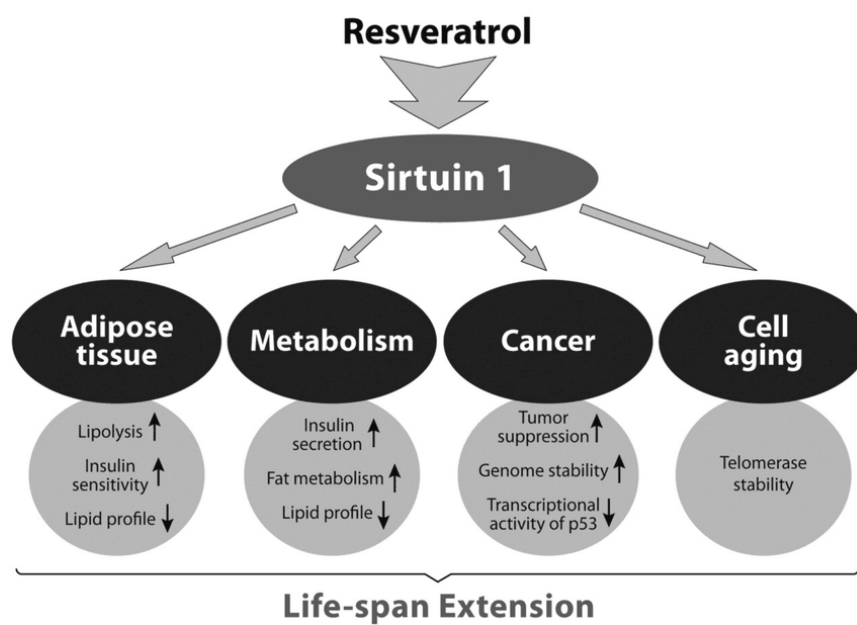 Resveratrol
Sirtuin 1
Adipose
tissue
Lipolysis
Insulin
sensitivity
Lipid profile
Metabolism
Insulin
secretion
Fat metabolism
Lipid profile
Cancer
Tumor
suppression
Genome stability
Transcriptional
activity of p53
Cell
aging
Telomerase
stability
Life-span Extension